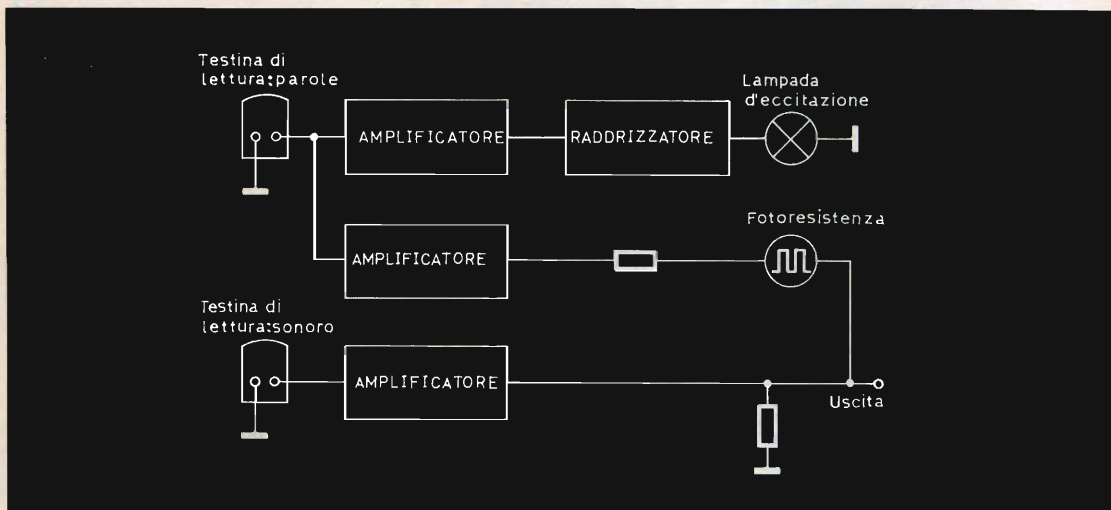 Testina di
lettura:parole
Lampada
d'eccitazione
AMPLIFICATORE
RADDRIZZATORE
Fotoresistenza
AMPLIFICATORE
Testina di
lettura:sonoro
AMPLIFICATORE
Uscita